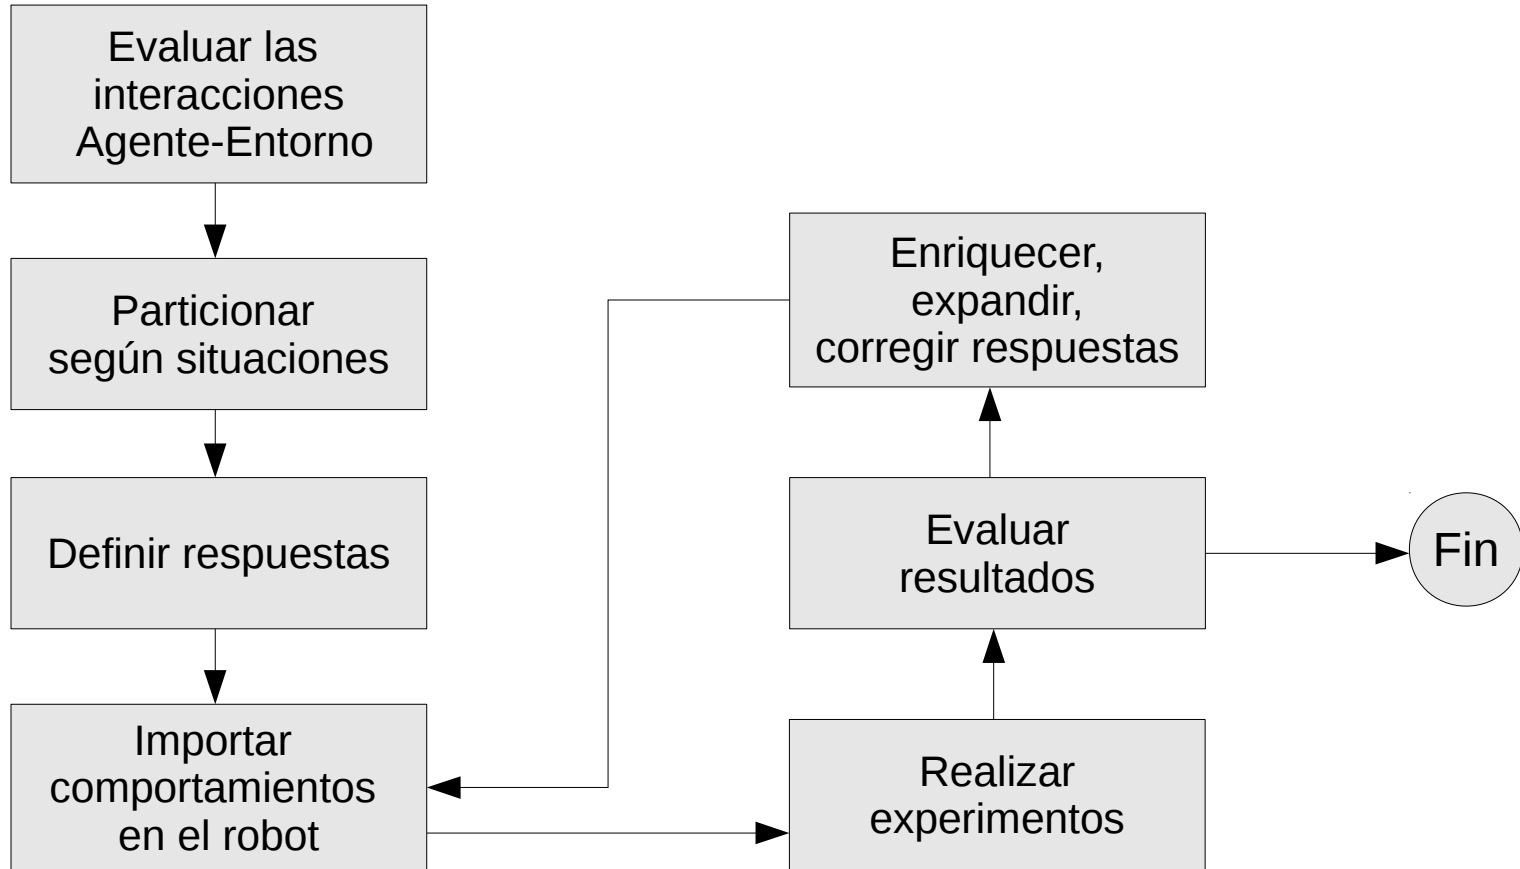 Evaluar las
interacciones
Agente-Entorno
Particionar
según situaciones
Definir respuestas
Importar
comportamientos
en el robot
Enriquecer,
expandir,
corregir respuestas
Evaluar
resultados
Realizar
experimentos
Fin